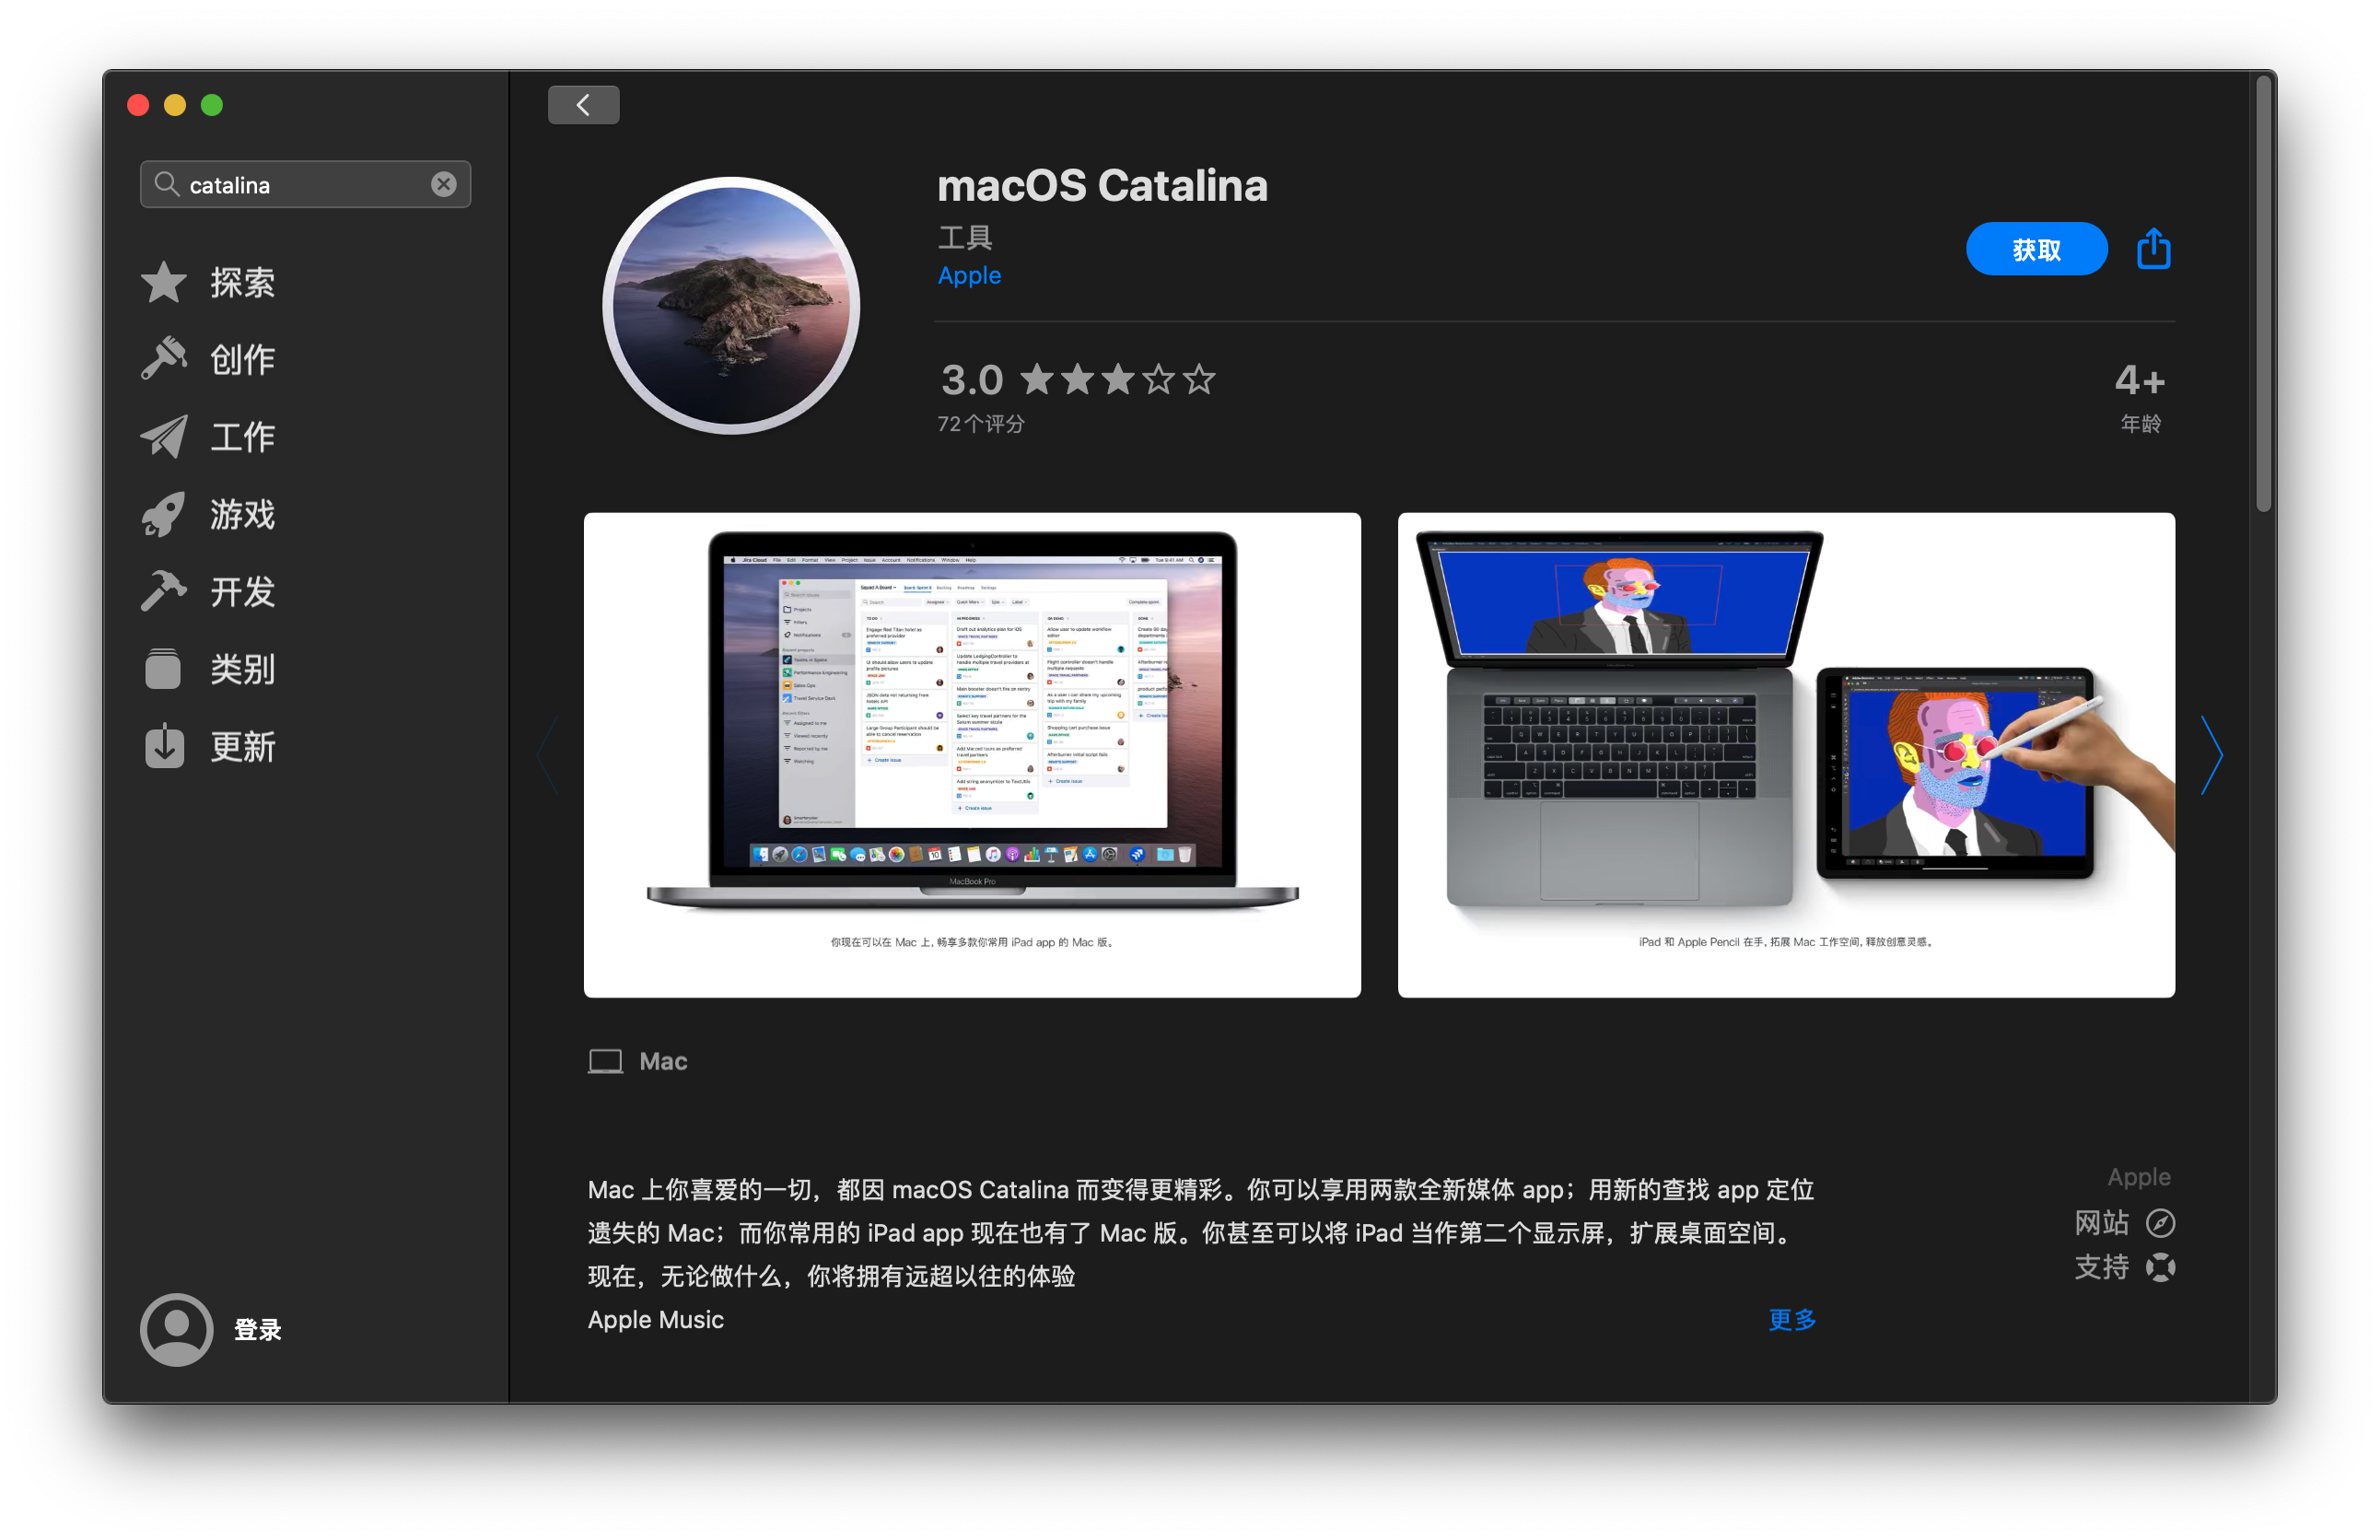 catalina
探索
创作
工作
游戏
开发
类别
更新
登录
macOS Catalina
工具
Apple
获取
3.0
72个评分
4+
年龄
MacBook Pro
你现在可以在 Mac 上, 畅享多款你常用 iPad app 的 Mac 版。
iPad 和 Apple Pencil 在手, 拓展 Mac 工作空间, 释放创意灵感。
Mac
Mac 上你喜爱的一切，都因 macOS Catalina 而变得更精彩。你可以享用两款全新媒体 app；用新的查找 app 定位
遗失的 Mac；而你常用的 iPad app 现在也有了 Mac 版。你甚至可以将 iPad 当作第二个显示屏，扩展桌面空间。
现在，无论做什么，你将拥有远超以往的体验
Apple Music
更多
Apple
网站
支持